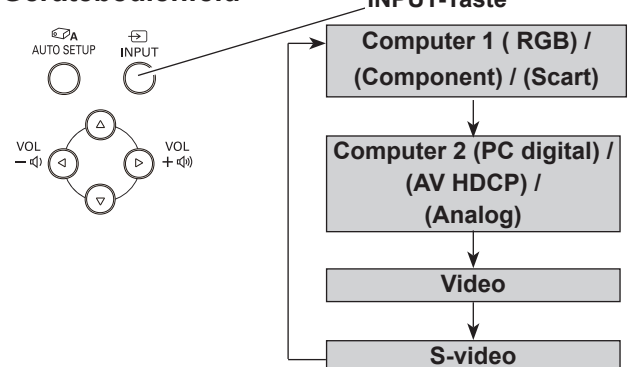 Gerätebedienfeld
INPUT-Taste
A
AUTO SETUP
INPUT
VOL
VOL
Computer 1 ( RGB) /
(Component) / (Scart)
Computer 2 (PC digital) /
(AV HDCP) /
(Analog)
Video
S-video